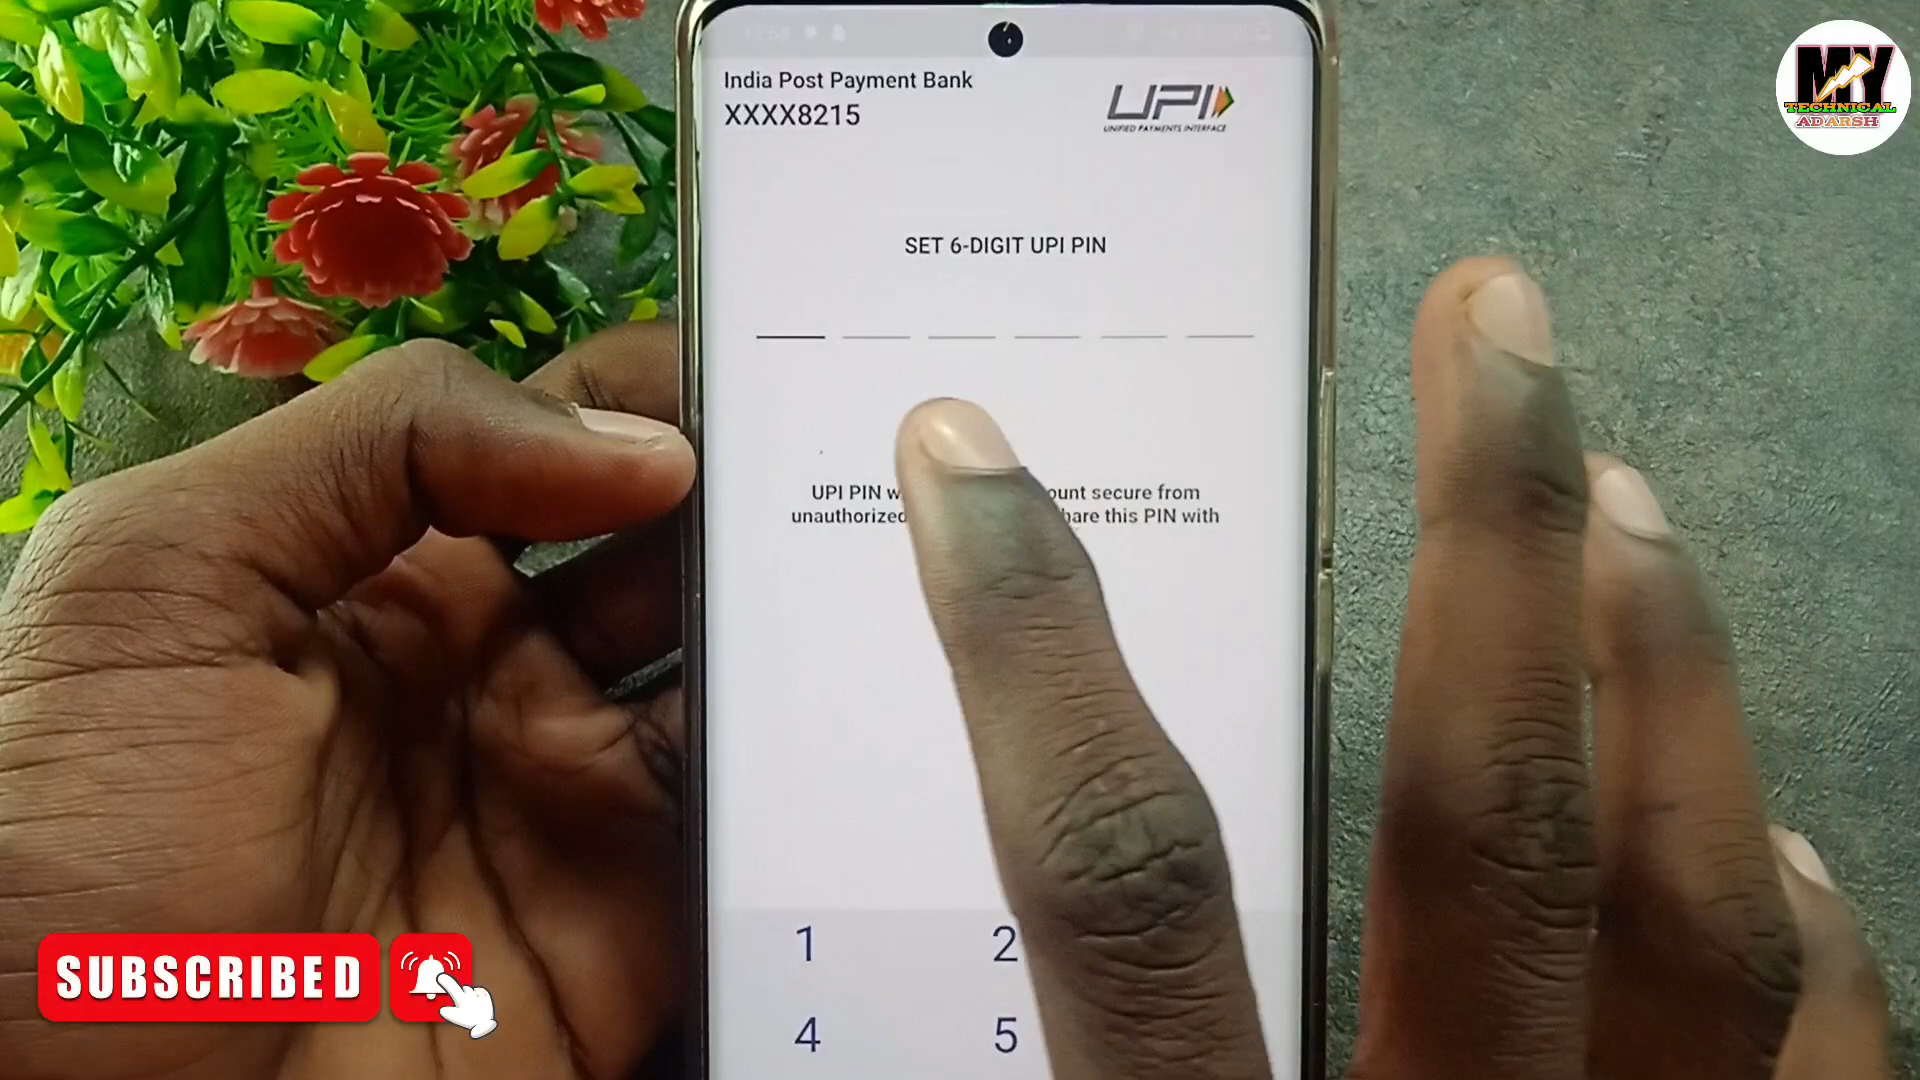 India Post Payment Bank
XXXX8215
UPI
UNIFIED PAYMENTS INTERFACE
MY
TECHNICAL
ADARSH
SET 6-DIGIT UPI PIN
UPI PIN w ount secure from
unauthorized hare this PIN with
1 2
4 5
SUBSCRIBED